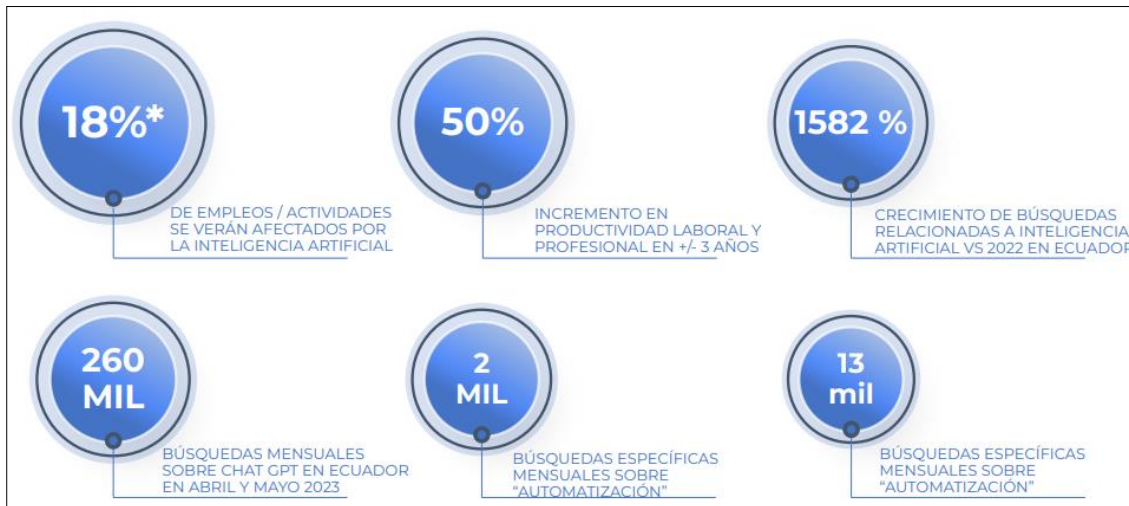 18%*
DE EMPLEOS / ACTIVIDADES
SE VERÁN AFECTADOS POR
LA INTELIGENCIA ARTIFICIAL
50%
INCREMENTO EN
PRODUCTIVIDAD LABORAL Y
PROFESIONAL EN +/- 3 AÑOS
1582 %
CRECIMIENTO DE BÚSQUEDAS
RELACIONADAS A INTELIGENCIA
ARTIFICIAL VS 2022 EN ECUADOR
260
MIL
BÚSQUEDAS MENSUALES
SOBRE CHAT GPT EN ECUADOR
EN ABRIL Y MAYO 2023
2
MIL
BÚSQUEDAS ESPECÍFICAS
MENSUALES SOBRE
“AUTOMATIZACIÓN”
13
mil
BÚSQUEDAS ESPECÍFICAS
MENSUALES SOBRE
“AUTOMATIZACIÓN”